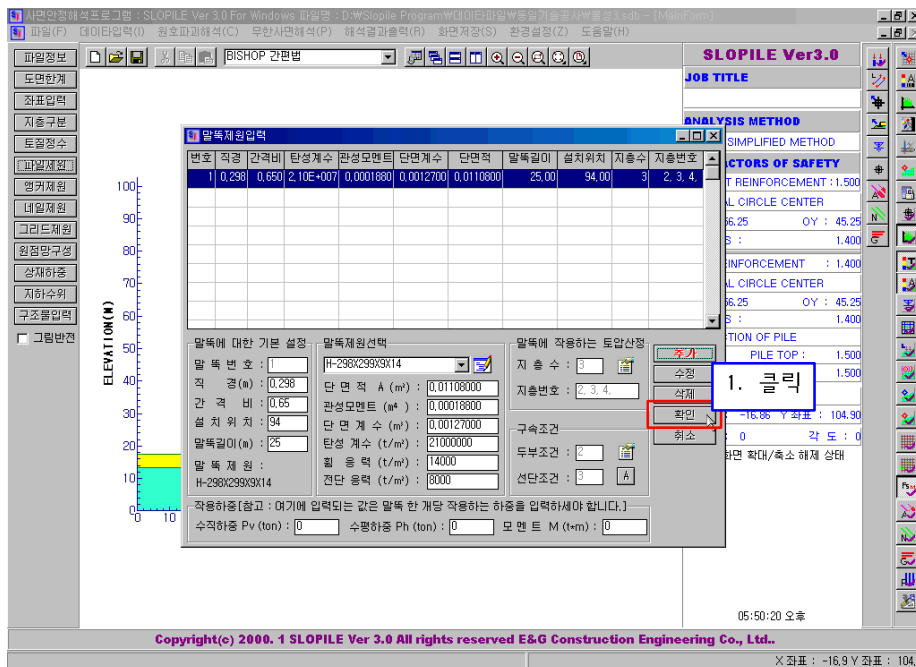 사면안정해석프로그램 : SLOPILE Ver 3,0 For Windows 파일명 : D:₩Slopile Program₩데이타파일₩동일기술공사₩불성3.sdb - [MainForm]
파일(F) 데이타입력(I) 원호파괴해석(C) 무한사면해석(P) 해석결과출력(R) 화면저장(S) 환경설정(Z) 도움말(H)
파일정보
도면한계
좌표입력
지층구분
토질정수
파일제원
앵커제원
네일제원
그리드제원
원점망구성
상재하중
지하수위
구조물입력
그림반전
BISHOP 간편법
ELEVATION(M)
100
90
80
70
60
50
40
30
20
10
0
0 10
말뚝제원입력
번호 직경 간격비 탄성계수 관성모멘트 단면계수 단면적 말뚝길이 설치위치 지층수 지층번호
1 0,298 0,650 2,10E+007 0,0001880 0,0012700 0,0110800 25,00 94,00 3 2, 3, 4,
말뚝에 대한 기본 설정
말 뚝 번 호 : 1
직 경(m) : 0,298
간 격 비 : 0,65
설 치 위 치 : 94
말뚝길이(m) : 25
말 뚝 제 원 :
H-298X299X9X14
말뚝제원선택
H-298X299X9X14
단 면 적 A (m²) : 0,01108000
관성모멘트 (m⁴) : 0,00018800
단 면 계 수 (m³) : 0,00127000
탄성 계수 (t/m²) : 21000000
휨 응 력 (t/m²) : 14000
전단 응력 (t/m²) : 8000
말뚝에 작용하는 토압산정
지 층 수 : 3
지층번호 : 2, 3, 4,
구속조건
두부조건 : 2
선단조건 : 3
A
추가
수정
삭제
확인
취소
작용하중[참고 : 여기에 입력되는 값은 말뚝 한 개당 작용하는 하중을 입력하셔야 합니다.]
수직하중 Pv (ton) : 0 수평하중 Ph (ton) : 0 모 멘 트 M (t*m) : 0
1. 클릭
SLOPILE Ver3.0
JOB TITLE
ANALYSIS METHOD
SIMPLIFIED METHOD
CTORS OF SAFETY
T REINFORCEMENT : 1.500
L CIRCLE CENTER
56.25 OY : 45.25
S : 1.400
INFORCEMENT : 1.400
L CIRCLE CENTER
56.25 OY : 45.25
S : 1.400
TION OF PILE
PILE TOP : 1.500
1.500
: -16.86 Y 좌표 : 104.90
: 0 각 도 : 0
화면 확대/축소 해제 상태
05:50:20 오후
Copyright(c) 2000. 1 SLOPILE Ver 3.0 All rights reserved E&G Construction Engineering Co., Ltd..
X 좌표 : -16,9 Y 좌표 : 104